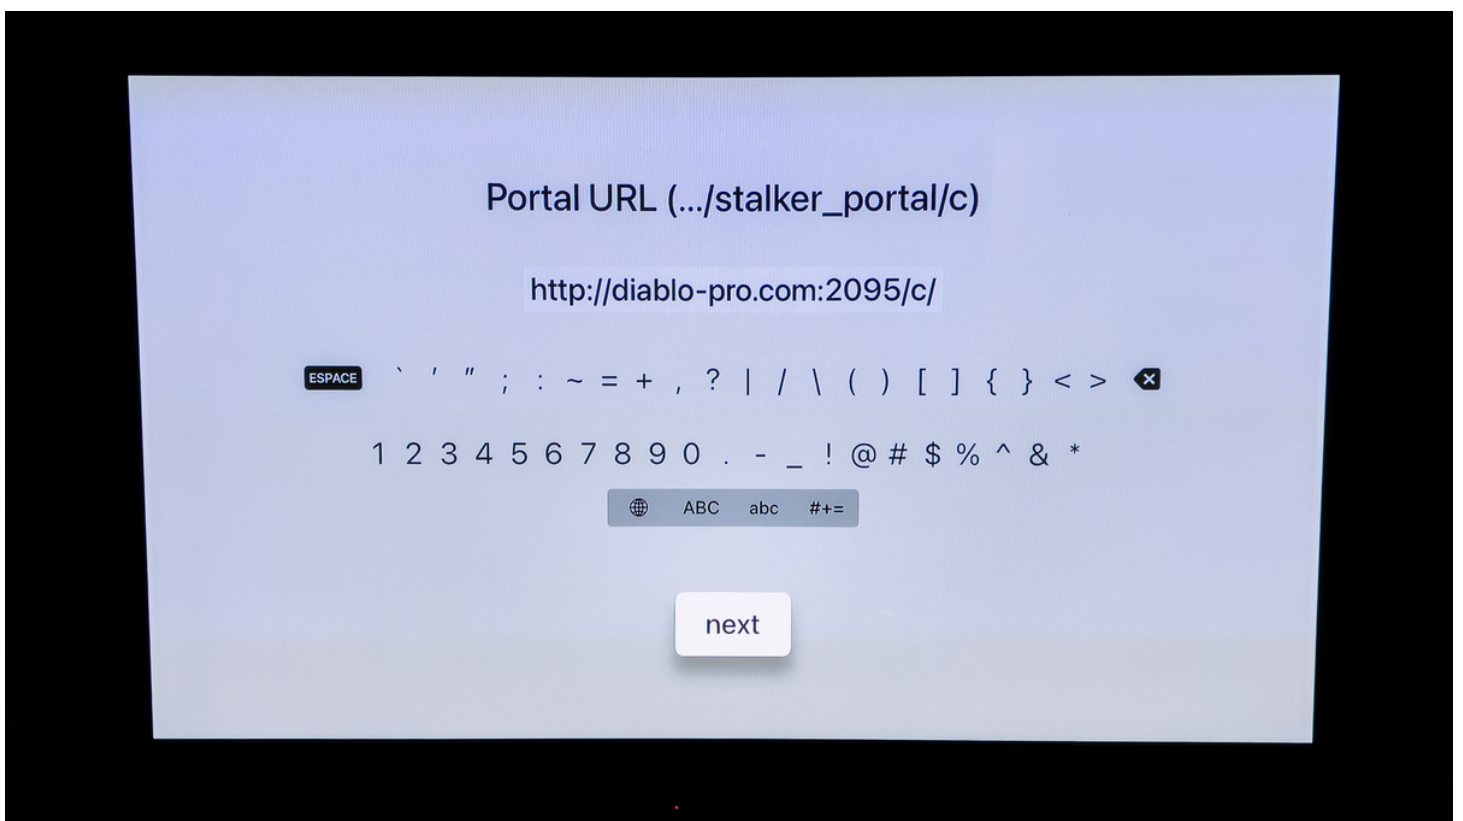 Portal URL (.../stalker_portal/c)
http://diablo-pro.com:2095/c/
ESPACE ` ' " ; : ~ = + , ? | / \ ( ) [ ] { } < >
1 2 3 4 5 6 7 8 9 0 . - _ ! @ # $ % ^ & *
ABC abc #+=
next